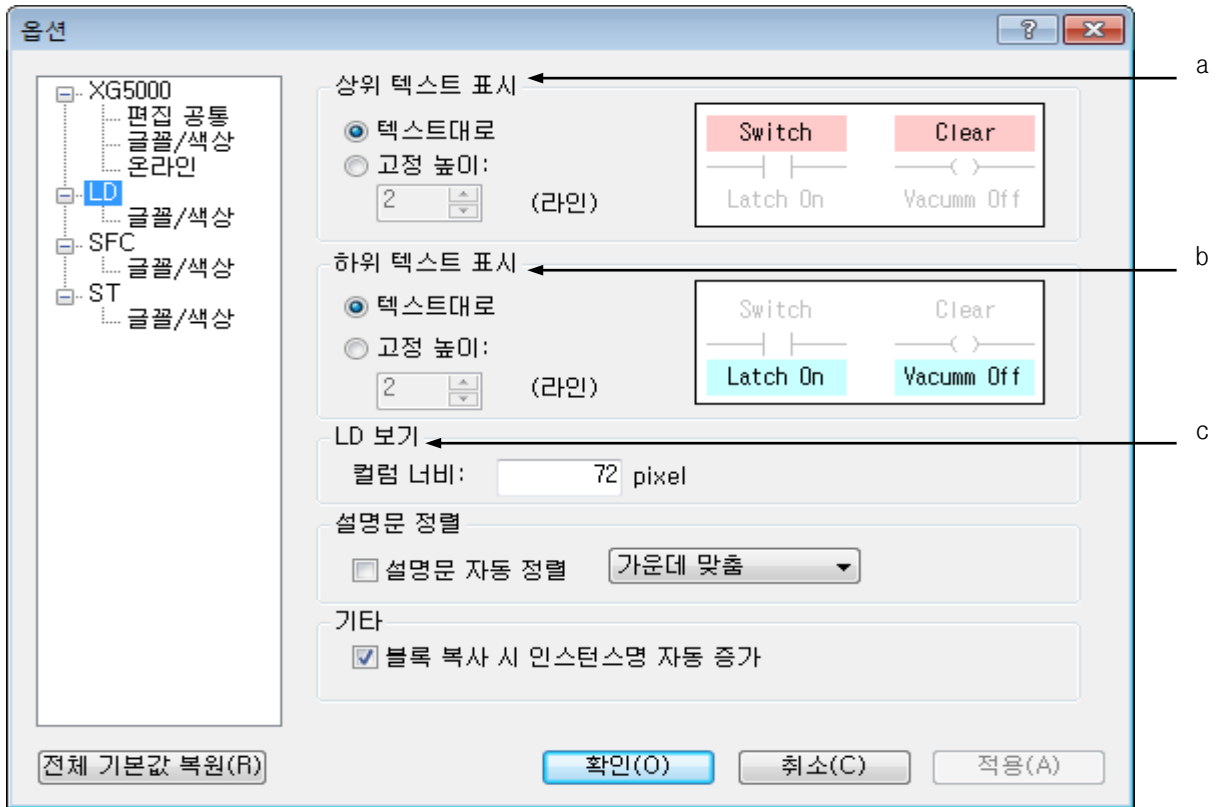 옵션
XG5000
편집 공통
글꼴/색상
온라인
LD
글꼴/색상
SFC
글꼴/색상
ST
글꼴/색상
상위 텍스트 표시
a
텍스트대로
고정 높이:
2 (라인)
Switch Clear
Latch On Vacumm Off
하위 텍스트 표시
b
텍스트대로
고정 높이:
2 (라인)
Switch Clear
Latch On Vacumm Off
LD 보기
c
컬럼 너비: 72 pixel
설명문 정렬
설명문 자동 정렬 가운데 맞춤
기타
블록 복사 시 인스턴스명 자동 증가
전체 기본값 복원(R) 확인(O) 취소(C) 적용(A)